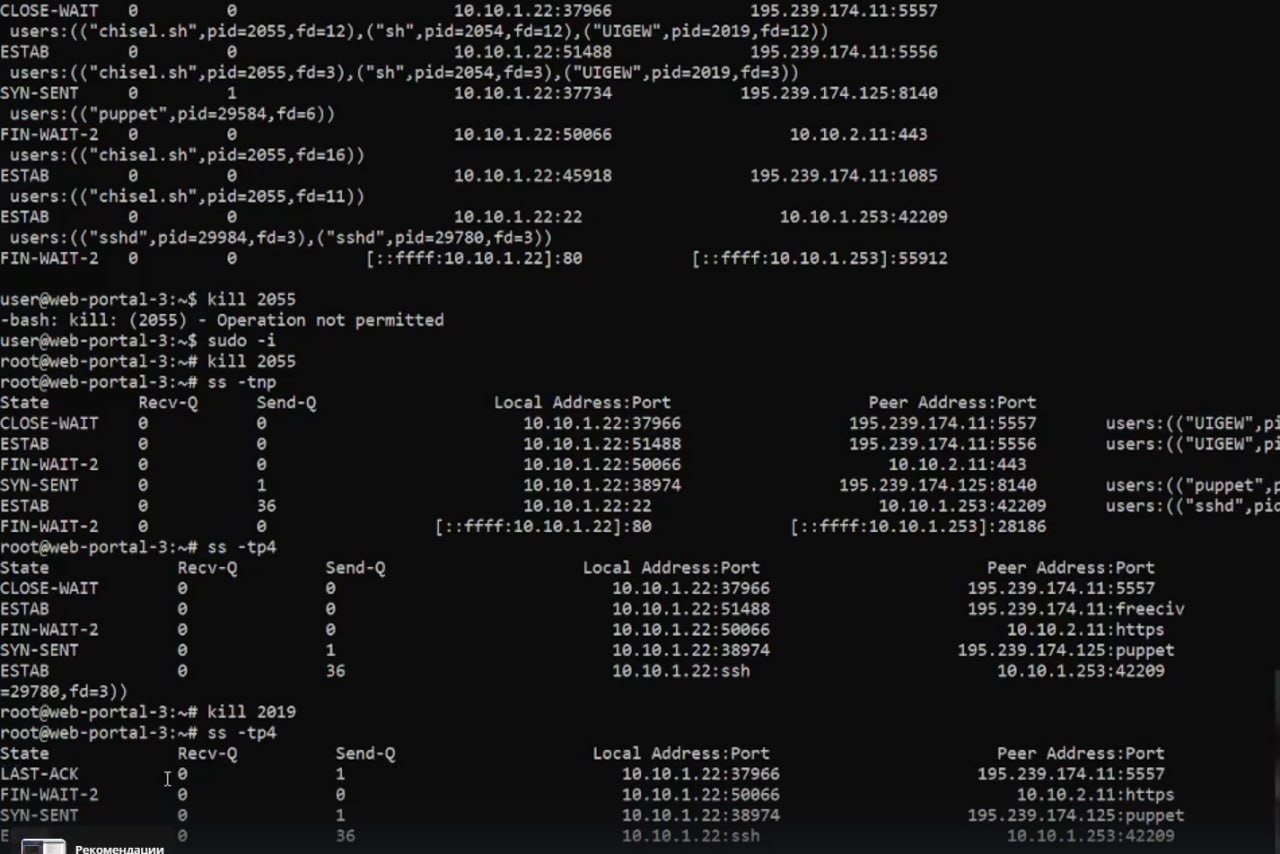 CLOSE-WAIT 0 0 10.10.1.22:37966 195.239.174.11:5557
users:(("chisel.sh",pid=2055,fd=12),("sh",pid=2054,fd=12),("UIGEW",pid=2019,fd=12))
ESTAB 0 0 10.10.1.22:51488 195.239.174.11:5556
users:(("chisel.sh",pid=2055,fd=3),("sh",pid=2054,fd=3),("UIGEW",pid=2019,fd=3))
SYN-SENT 0 1 10.10.1.22:37734 195.239.174.125:8140
users:(("puppet",pid=29584,fd=6))
FIN-WAIT-2 0 0 10.10.1.22:50066 10.10.2.11:443
users:(("chisel.sh",pid=2055,fd=16))
ESTAB 0 0 10.10.1.22:45918 195.239.174.11:1085
users:(("chisel.sh",pid=2055,fd=11))
ESTAB 0 0 10.10.1.22:22 10.10.1.253:42209
users:(("sshd",pid=29984,fd=3),("sshd",pid=29780,fd=3))
FIN-WAIT-2 0 0 [::ffff:10.10.1.22]:80 [::ffff:10.10.1.253]:55912
user@web-portal-3:~$ kill 2055
-bash: kill: (2055) - Operation not permitted
user@web-portal-3:~$ sudo -i
root@web-portal-3:~# kill 2055
root@web-portal-3:~# ss -tnp
State Recv-Q Send-Q Local Address:Port Peer Address:Port
CLOSE-WAIT 0 0 10.10.1.22:37966 195.239.174.11:5557 users:(("UIGEW",pi
ESTAB 0 0 10.10.1.22:51488 195.239.174.11:5556 users:(("UIGEW",pi
FIN-WAIT-2 0 0 10.10.1.22:50066 10.10.2.11:443
SYN-SENT 0 1 10.10.1.22:38974 195.239.174.125:8140 users:(("puppet",p
ESTAB 0 36 10.10.1.22:22 10.10.1.253:42209 users:(("sshd",pid
FIN-WAIT-2 0 0 [::ffff:10.10.1.22]:80 [::ffff:10.10.1.253]:28186
root@web-portal-3:~# ss -tp4
State Recv-Q Send-Q Local Address:Port Peer Address:Port
CLOSE-WAIT 0 0 10.10.1.22:37966 195.239.174.11:5557
ESTAB 0 0 10.10.1.22:51488 195.239.174.11:freeciv
FIN-WAIT-2 0 0 10.10.1.22:50066 10.10.2.11:https
SYN-SENT 0 1 10.10.1.22:38974 195.239.174.125:puppet
ESTAB 0 36 10.10.1.22:ssh 10.10.1.253:42209
=29780,fd=3))
root@web-portal-3:~# kill 2019
root@web-portal-3:~# ss -tp4
State Recv-Q Send-Q Local Address:Port Peer Address:Port
LAST-ACK 0 1 10.10.1.22:37966 195.239.174.11:5557
FIN-WAIT-2 0 0 10.10.1.22:50066 10.10.2.11:https
SYN-SENT 0 1 10.10.1.22:38974 195.239.174.125:puppet
0 36 10.10.1.22:ssh 10.10.1.253:42209
Рекомендации